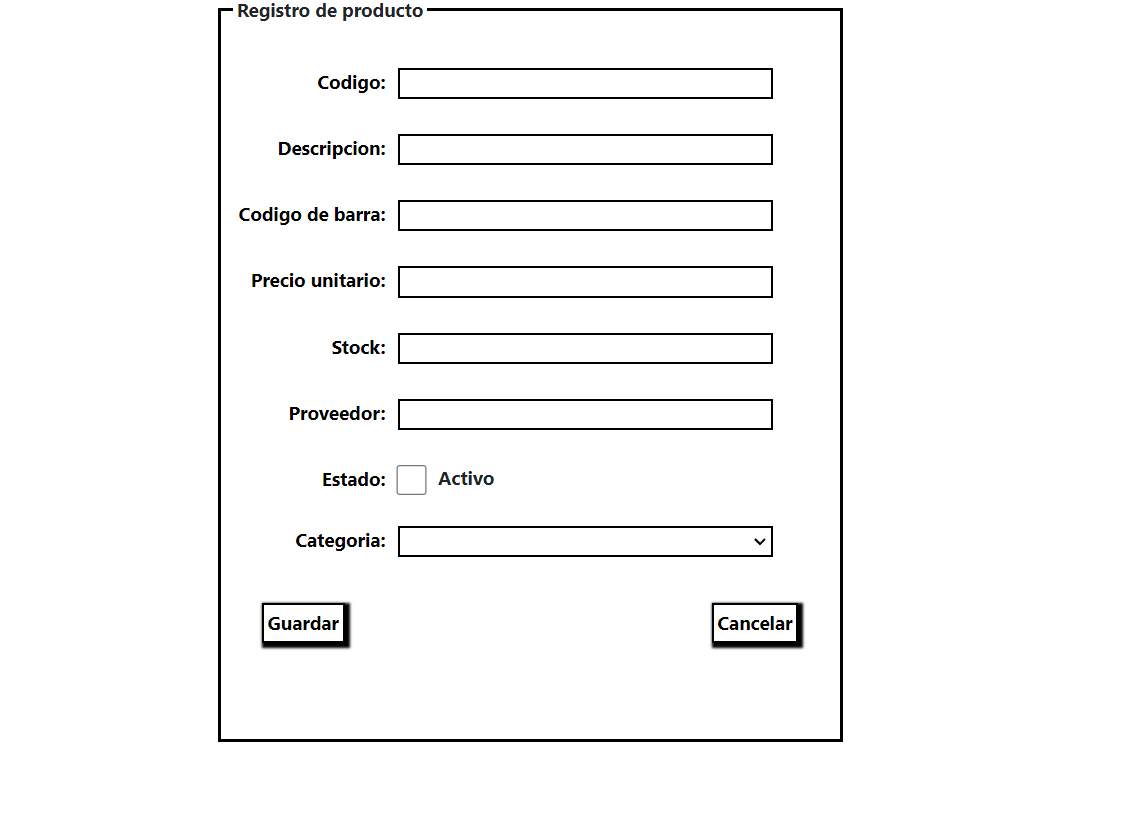 Registro de producto
Codigo:
Descripcion:
Codigo de barra:
Precio unitario:
Stock:
Proveedor:
Estado: Activo
Categoria:
Guardar Cancelar